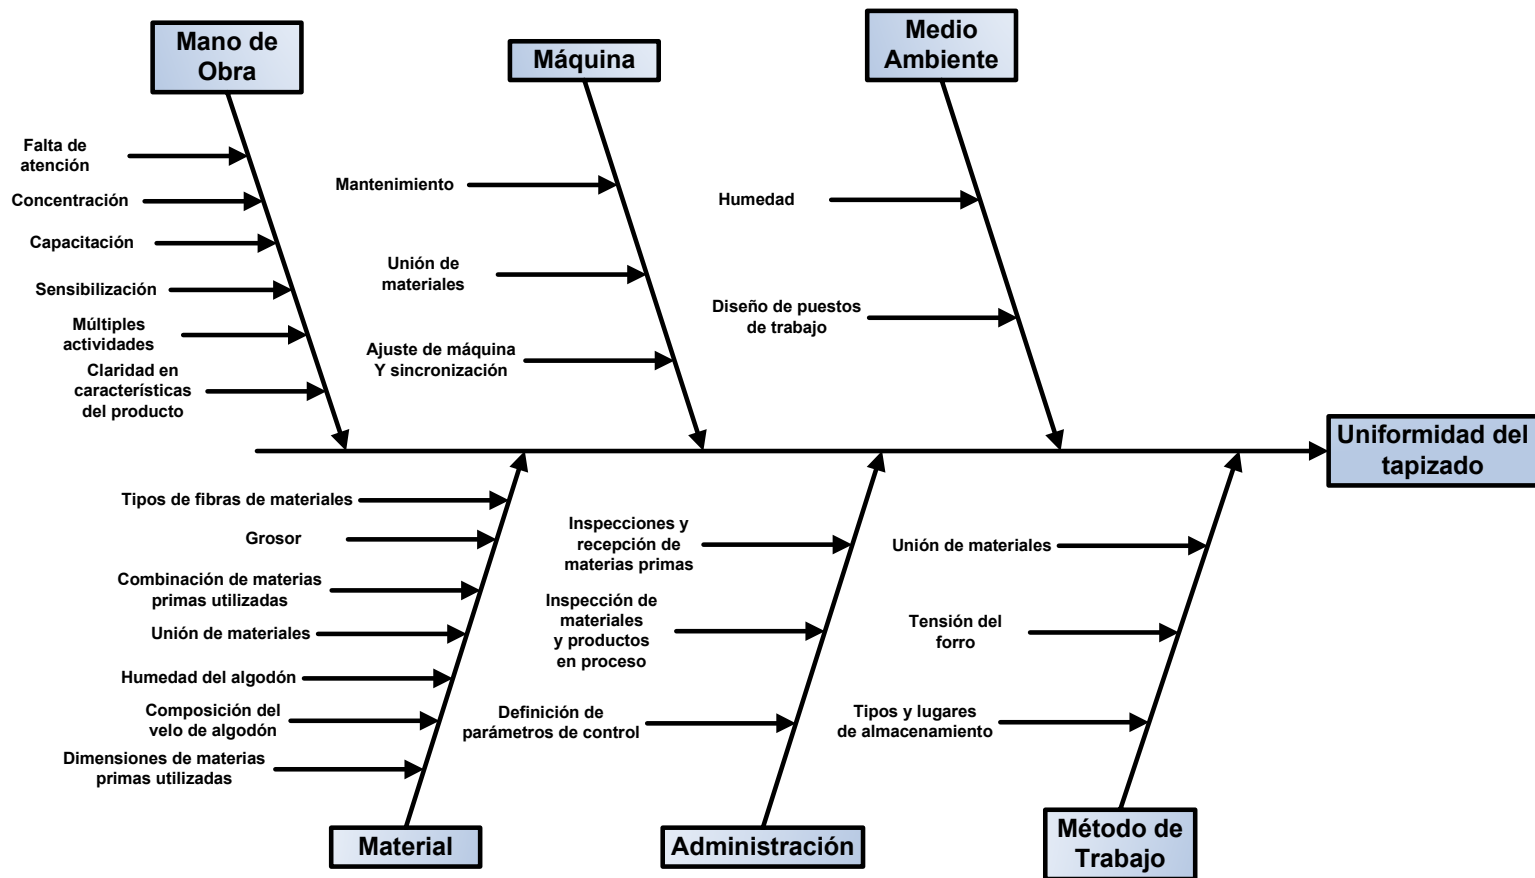 Mano de
Obra
Máquina
Medio
Ambiente
Falta de
atención
Concentración
Capacitación
Sensibilización
Múltiples
actividades
Claridad en
características
del producto
Mantenimiento
Unión de
materiales
Ajuste de máquina
Y sincronización
Humedad
Diseño de puestos
de trabajo
Uniformidad del
tapizado
Tipos de fibras de materiales
Grosor
Combinación de materias
primas utilizadas
Unión de materiales
Humedad del algodón
Composición del
velo de algodón
Dimensiones de materias
primas utilizadas
Inspecciones y
recepción de
materias primas
Inspección de
materiales
y productos
en proceso
Definición de
parámetros de control
Unión de materiales
Tensión del
forro
Tipos y lugares
de almacenamiento
Material
Administración
Método de
Trabajo